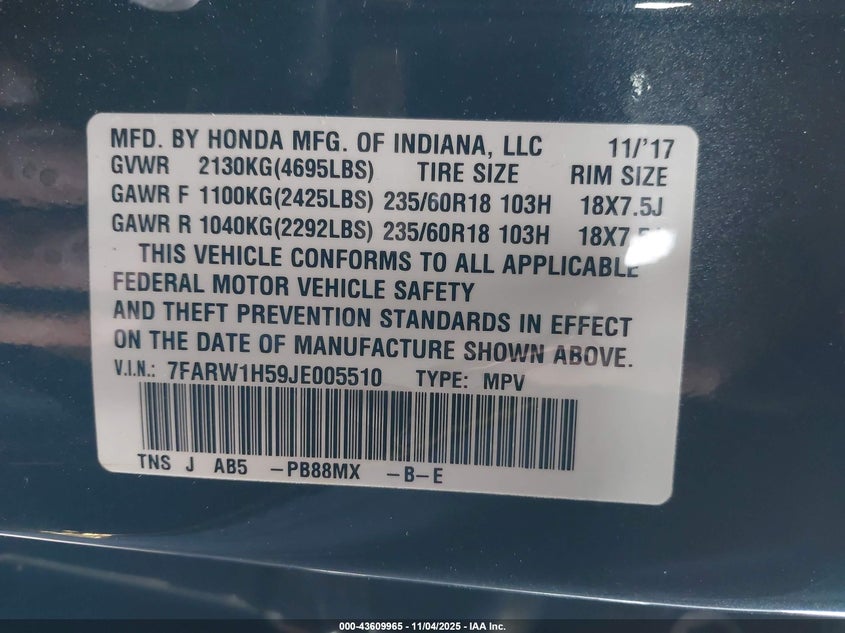 MFD. BY HONDA MFG. OF INDIANA, LLC 11/'17
GVWR 2130KG(4695LBS) TIRE SIZE RIM SIZE
GAWR F 1100KG(2425LBS) 235/60R18 103H 18X7.5J
GAWR R 1040KG(2292LBS) 235/60R18 103H 18X7.5J
THIS VEHICLE CONFORMS TO ALL APPLICABLE
FEDERAL MOTOR VEHICLE SAFETY
AND THEFT PREVENTION STANDARDS IN EFFECT
ON THE DATE OF MANUFACTURE SHOWN ABOVE.
V.I.N.: 7FARW1H59JE005510 TYPE: MPV
TNS J AB5 -PB88MX -B-E
000-43609965 - 11/04/2025 - IAA Inc.